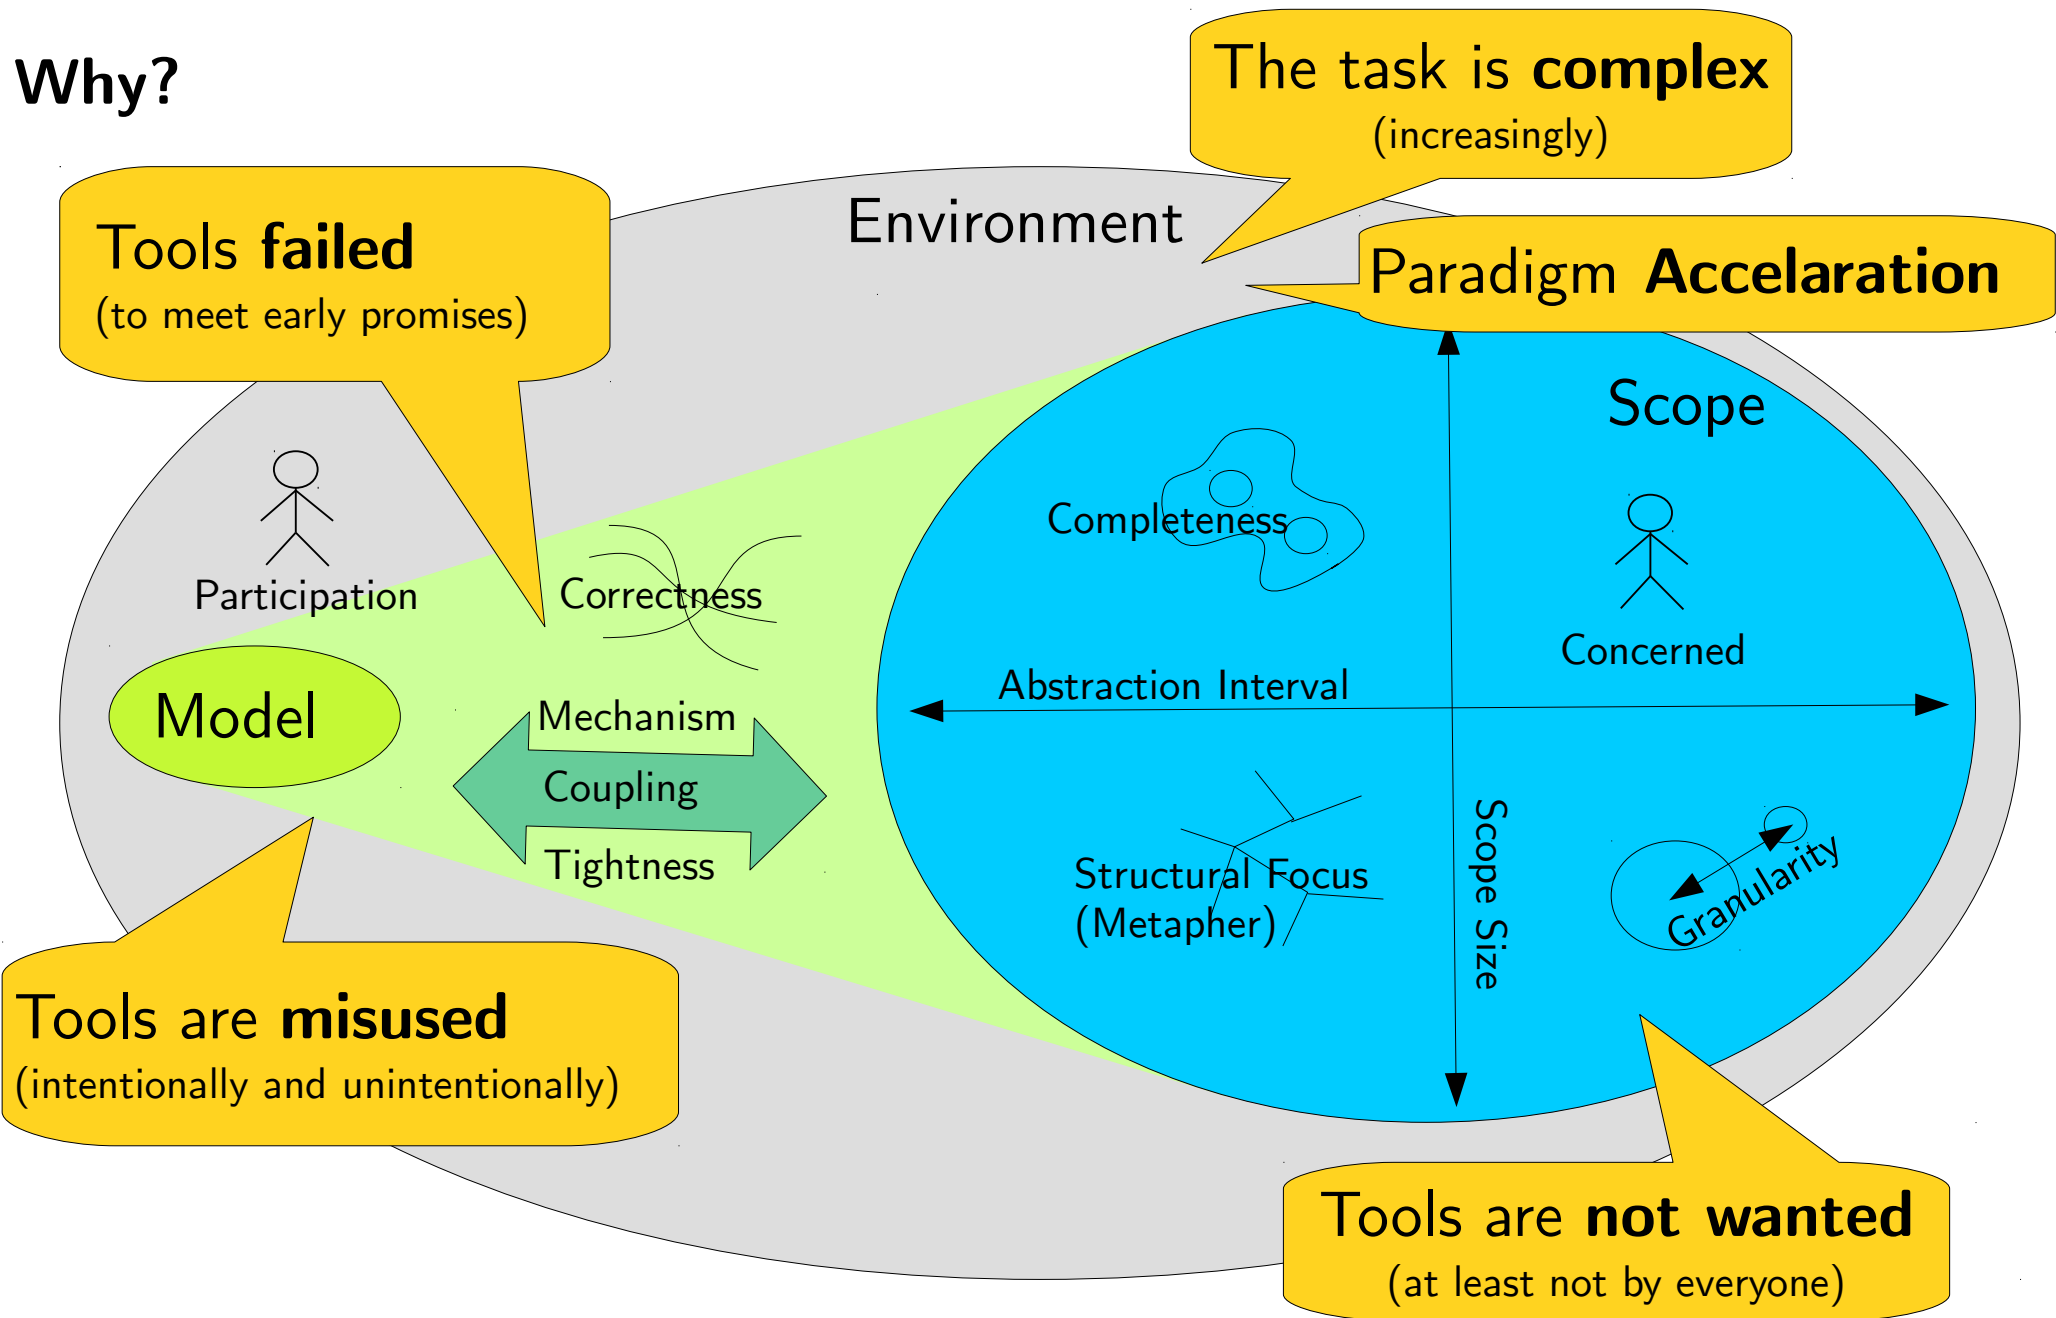 Why?
The task is complex
(increasingly)
Environment
Tools failed
(to meet early promises)
Paradigm Accelaration
Scope
Completeness
Participation
Correctness
Concerned
Abstraction Interval
Model
Mechanism
Coupling
Tightness
Structural Focus
(Metapher)
Scope Size
Granularity
Tools are misused
(intentionally and unintentionally)
Tools are not wanted
(at least not by everyone)